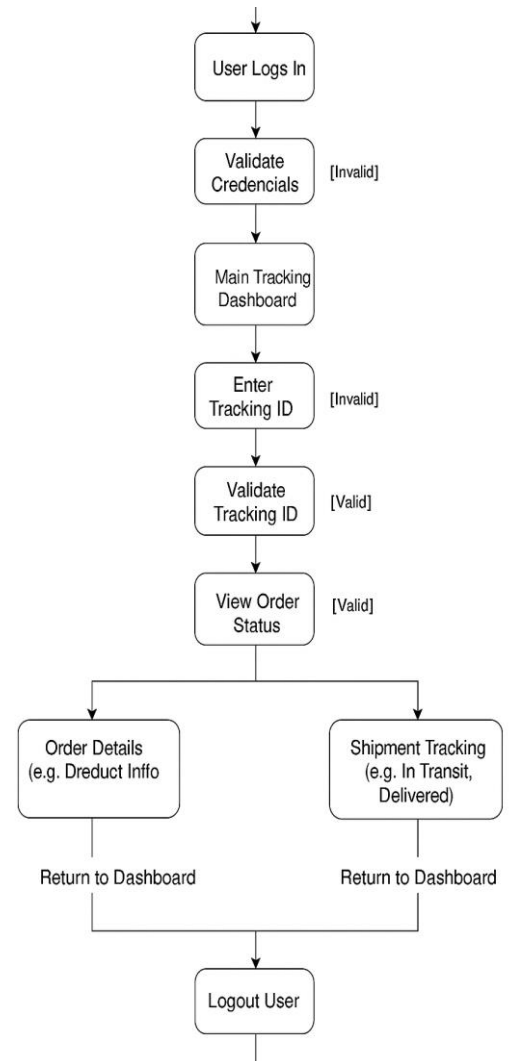 User Logs In
Validate
Credencials
[Invalid]
Main Tracking
Dashboard
Enter
Tracking ID
[Invalid]
Validate
Tracking ID
[Valid]
View Order
Status
[Valid]
Order Details
(e.g. Dreduct Inffo
Shipment Tracking
(e.g. In Transit,
Delivered)
Return to Dashboard
Return to Dashboard
Logout User